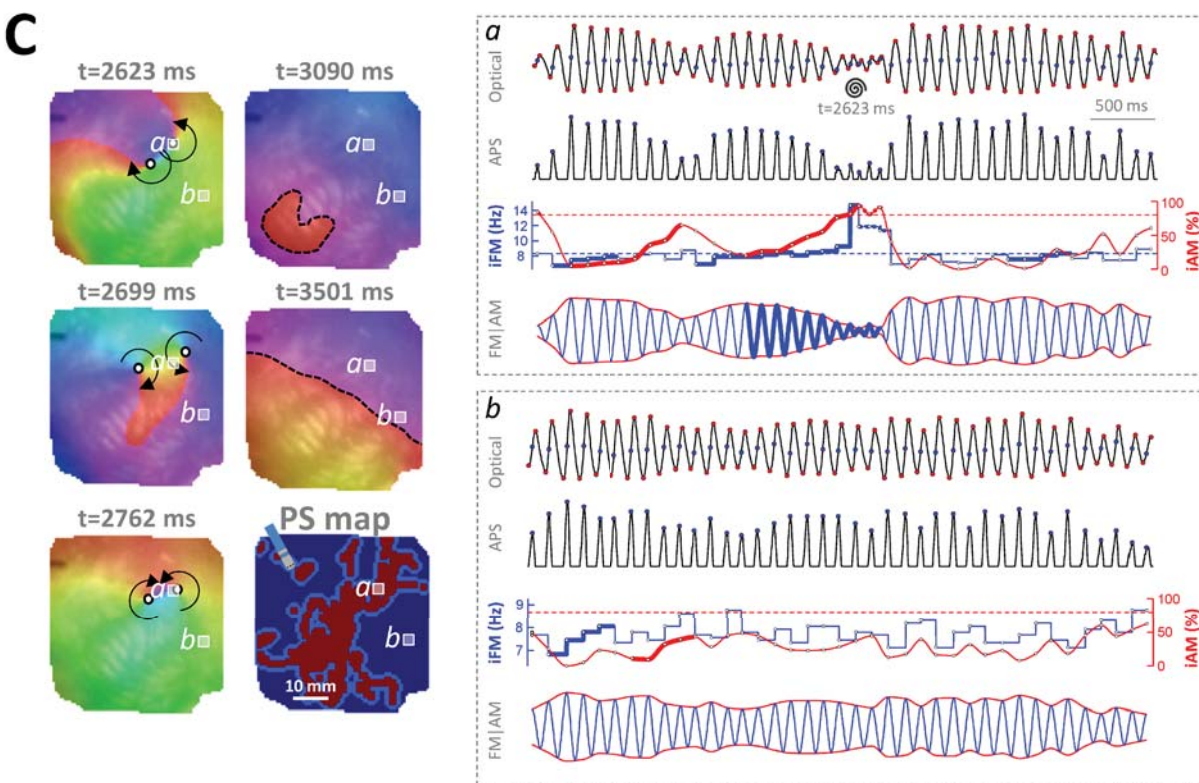 C
t=2623 ms
t=3090 ms
a
b
a
b
t=2699 ms
t=3501 ms
a
b
a
b
t=2762 ms
PS map
a
b
a
b
10 mm
a
Optical
t=2623 ms
500 ms
APS
iFM (Hz)
14
12
10
8
100
50
0
iAM (%)
FM|AM
b
Optical
APS
iFM (Hz)
9
8
7
100
50
0
iAM (%)
FM|AM